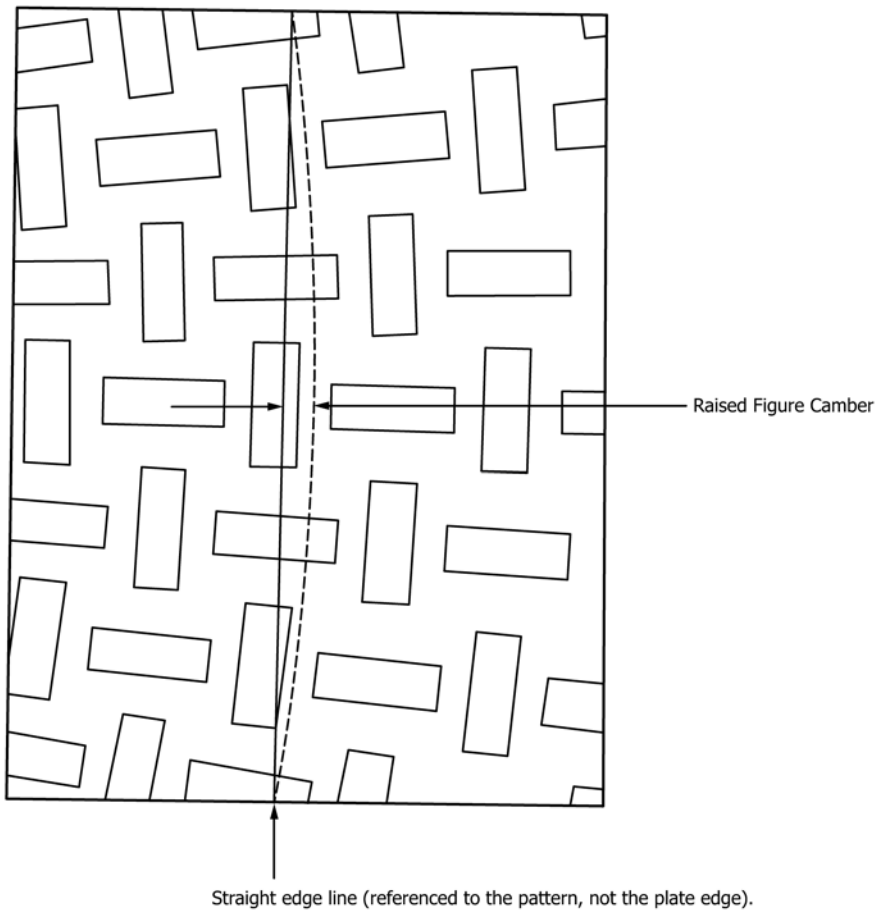 Raised Figure Camber
Straight edge line (referenced to the pattern, not the plate edge).